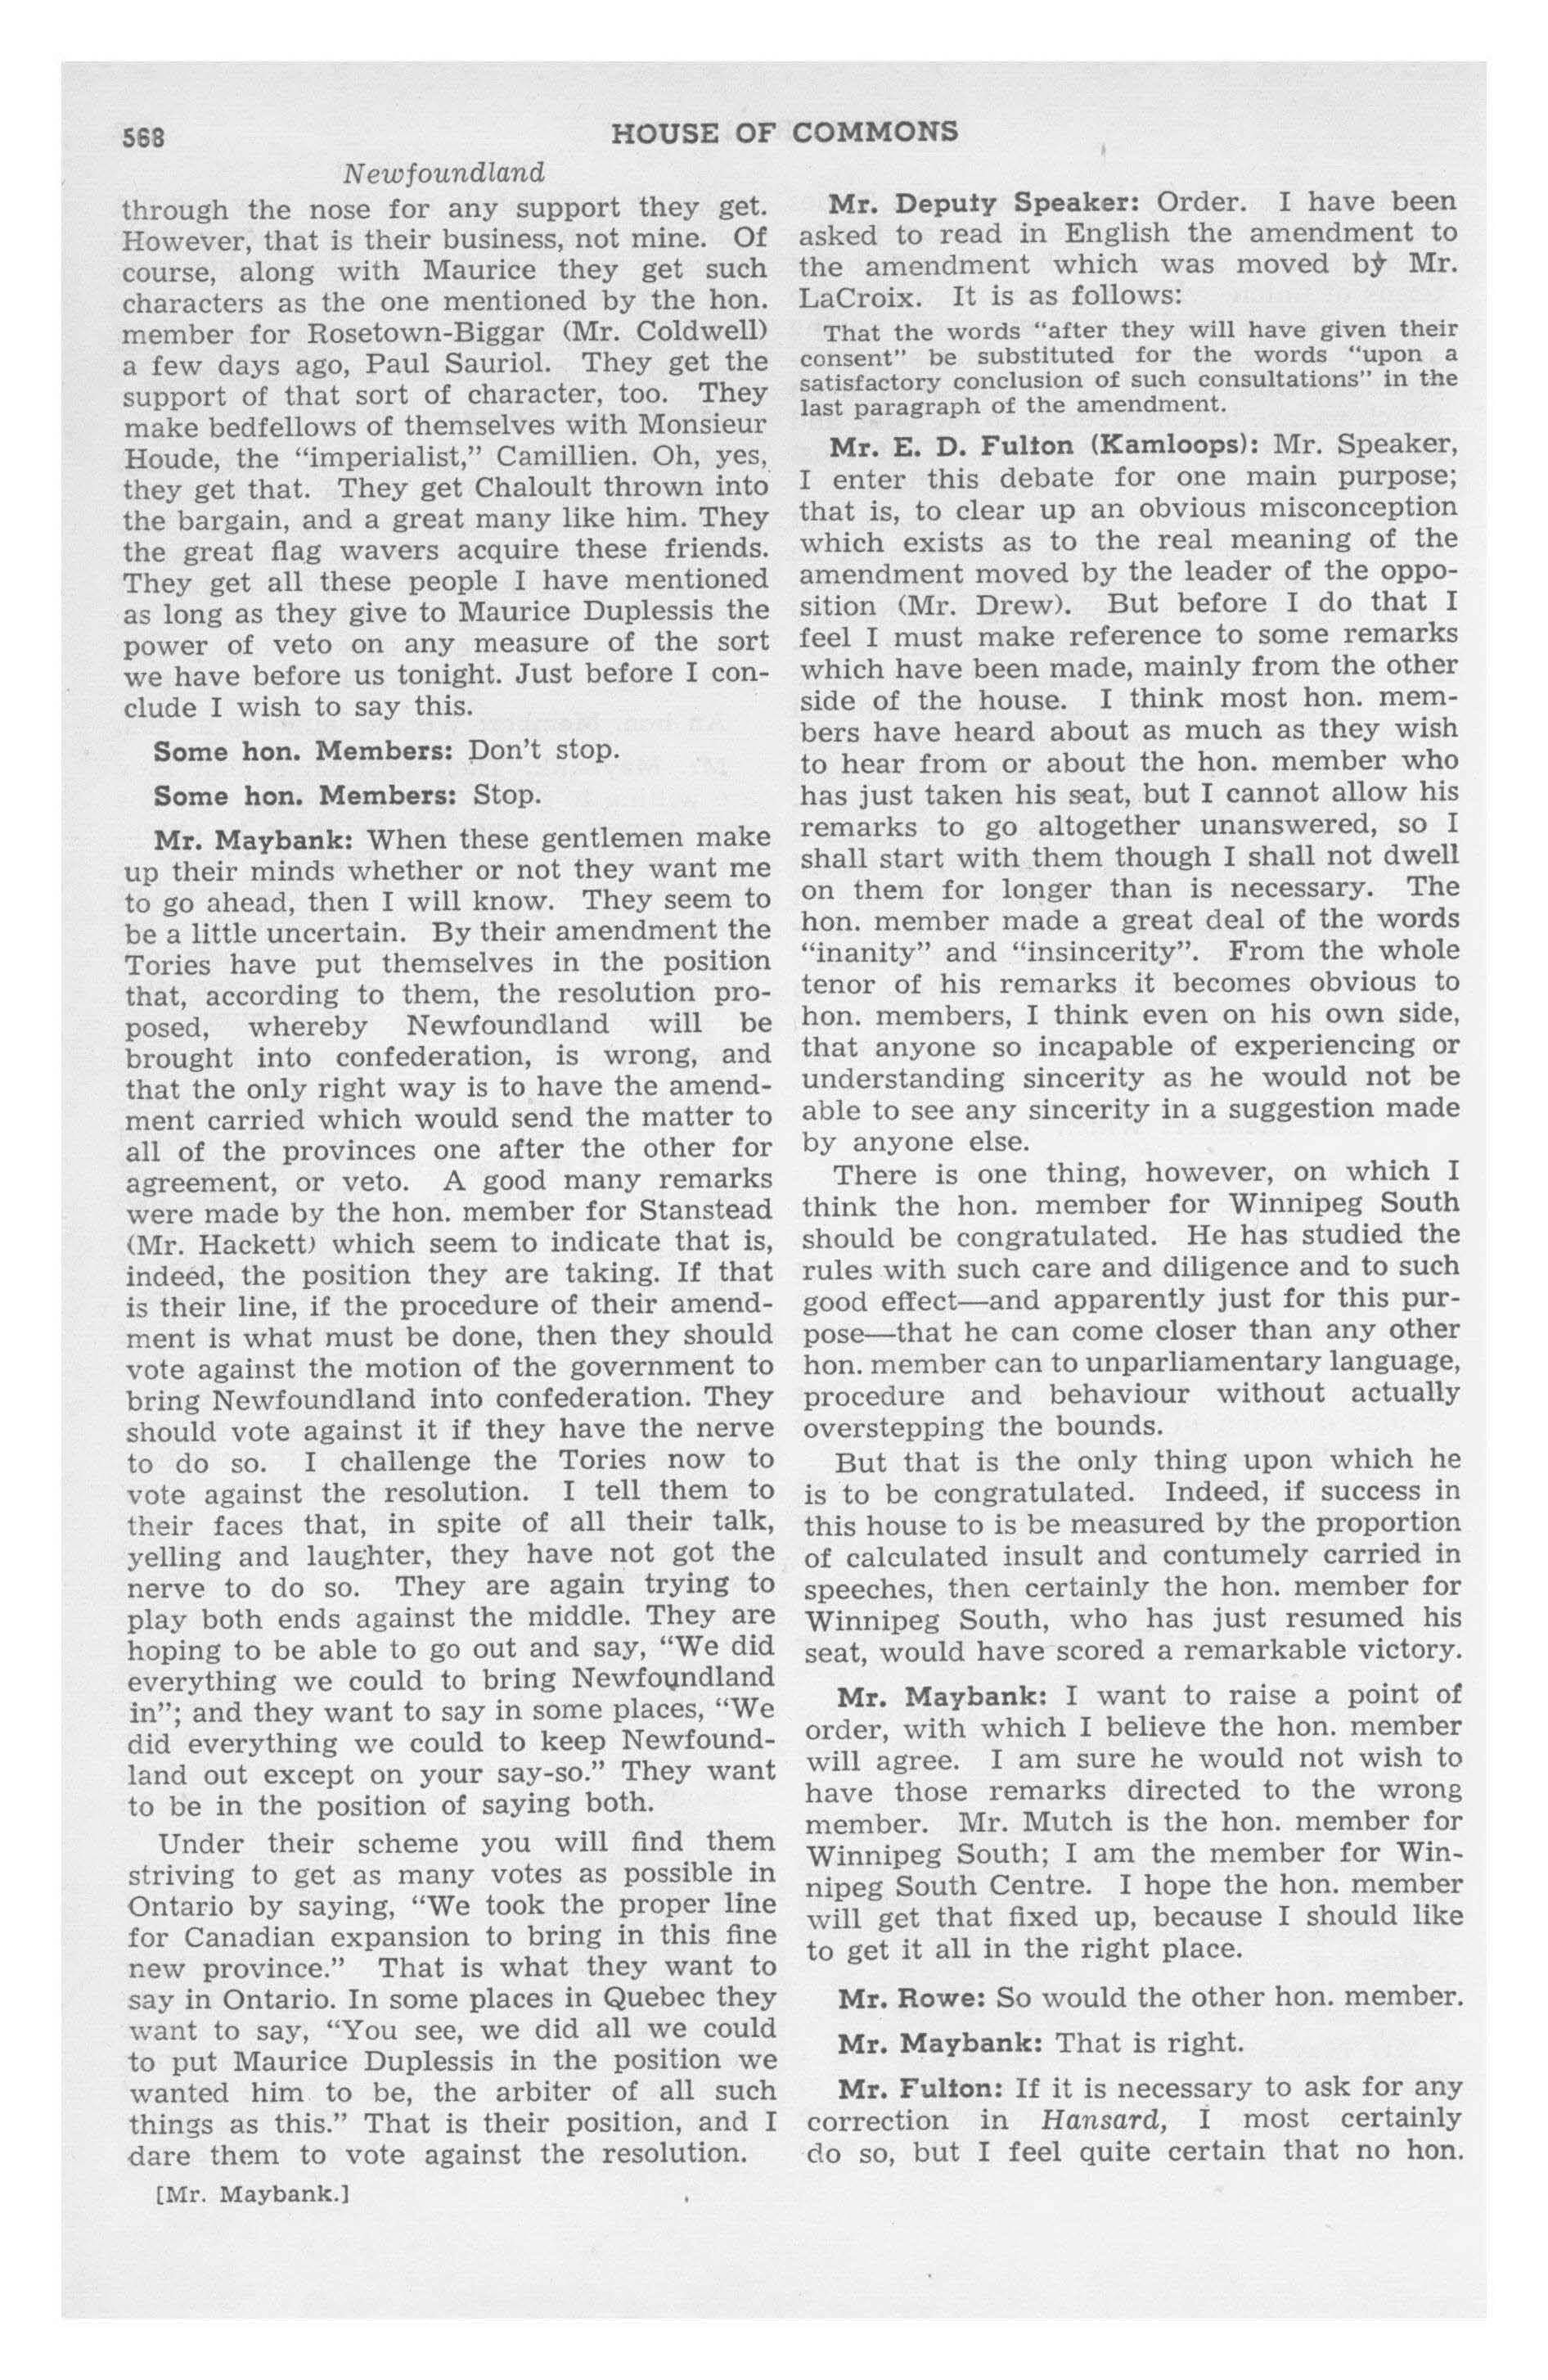 568
HOUSE OF COMMONS
Newfoundland
through the nose for any support they get.
However, that is their business, not mine. Of
course, along with Maurice they get such
characters as the one mentioned by the hon.
member for Rosetown-Biggar (Mr. Coldwell)
a few days ago, Paul Sauriol. They get the
support of that sort of character, too. They
make bedfellows of themselves with Monsieur
Houde, the “imperialist,” Camillien. Oh, yes,
they get that. They get Chaloult thrown into
the bargain, and a great many like him. They
the great flag wavers acquire these friends.
They get all these people I have mentioned
as long as they give to Maurice Duplessis the
power of veto on any measure of the sort
we have before us tonight. Just before I con-
clude I wish to say this.
Some hon. Members: Don't stop.
Some hon. Members: Stop.
Mr. Maybank: When these gentlemen make
up their minds whether or not they want me
to go ahead, then I will know. They seem to
be a little uncertain. By their amendment the
Tories have put themselves in the position
that, according to them, the resolution pro-
posed, whereby Newfoundland will be
brought into confederation, is wrong, and
that the only right way is to have the amend-
ment carried which would send the matter to
all of the provinces one after the other for
agreement, or veto. A good many remarks
were made by the hon. member for Stanstead
(Mr. Hackett) which seem to indicate that is,
indeed, the position they are taking. If that
is their line, if the procedure of their amend-
ment is what must be done, then they should
vote against the motion of the government to
bring Newfoundland into confederation. They
should vote against it if they have the nerve
to do so. I challenge the Tories now to
vote against the resolution. I tell them to
their faces that, in spite of all their talk,
yelling and laughter, they have not got the
nerve to do so. They are again trying to
play both ends against the middle. They are
hoping to be able to go out and say, “We did
everything we could to bring Newfoundland
in”; and they want to say in some places, “We
did everything we could to keep Newfound-
land out except on your say-so.” They want
to be in the position of saying both.
Under their scheme you will find them
striving to get as many votes as possible in
Ontario by saying, “We took the proper line
for Canadian expansion to bring in this fine
new province.” That is what they want to
say in Ontario. In some places in Quebec they
want to say, “You see, we did all we could
to put Maurice Duplessis in the position we
wanted him to be, the arbiter of all such
things as this.” That is their position, and I
dare them to vote against the resolution.
[Mr. Maybank.]
Mr. Deputy Speaker: Order. I have been
asked to read in English the amendment to
the amendment which was moved by Mr.
LaCroix. It is as follows:
That the words “after they will have given their
consent” be substituted for the words “upon a
satisfactory conclusion of such consultations” in the
last paragraph of the amendment.
Mr. E. D. Fulton (Kamloops): Mr. Speaker,
I enter this debate for one main purpose;
that is, to clear up an obvious misconception
which exists as to the real meaning of the
amendment moved by the leader of the oppo-
sition (Mr. Drew). But before I do that I
feel I must make reference to some remarks
which have been made, mainly from the other
side of the house. I think most hon. mem-
bers have heard about as much as they wish
to hear from or about the hon. member who
has just taken his seat, but I cannot allow his
remarks to go altogether unanswered, so I
shall start with them though I shall not dwell
on them for longer than is necessary. The
hon. member made a great deal of the words
“inanity” and “insincerity”. From the whole
tenor of his remarks it becomes obvious to
hon. members, I think even on his own side,
that anyone so incapable of experiencing or
understanding sincerity as he would not be
able to see any sincerity in a suggestion made
by anyone else.
There is one thing, however, on which I
think the hon. member for Winnipeg South
should be congratulated. He has studied the
rules with such care and diligence and to such
good effect—and apparently just for this pur-
pose—that he can come closer than any other
hon. member can to unparliamentary language,
procedure and behaviour without actually
overstepping the bounds.
But that is the only thing upon which he
is to be congratulated. Indeed, if success in
this house to is be measured by the proportion
of calculated insult and contumely carried in
speeches, then certainly the hon. member for
Winnipeg South, who has just resumed his
seat, would have scored a remarkable victory.
Mr. Maybank: I want to raise a point of
order, with which I believe the hon. member
will agree. I am sure he would not wish to
have those remarks directed to the wrong
member. Mr. Mutch is the hon. member for
Winnipeg South; I am the member for Win-
nipeg South Centre. I hope the hon. member
will get that fixed up, because I should like
to get it all in the right place.
Mr. Rowe: So would the other hon. member.
Mr. Maybank: That is right.
Mr. Fulton: If it is necessary to ask for any
correction in Hansard, I most certainly
do so, but I feel quite certain that no hon.